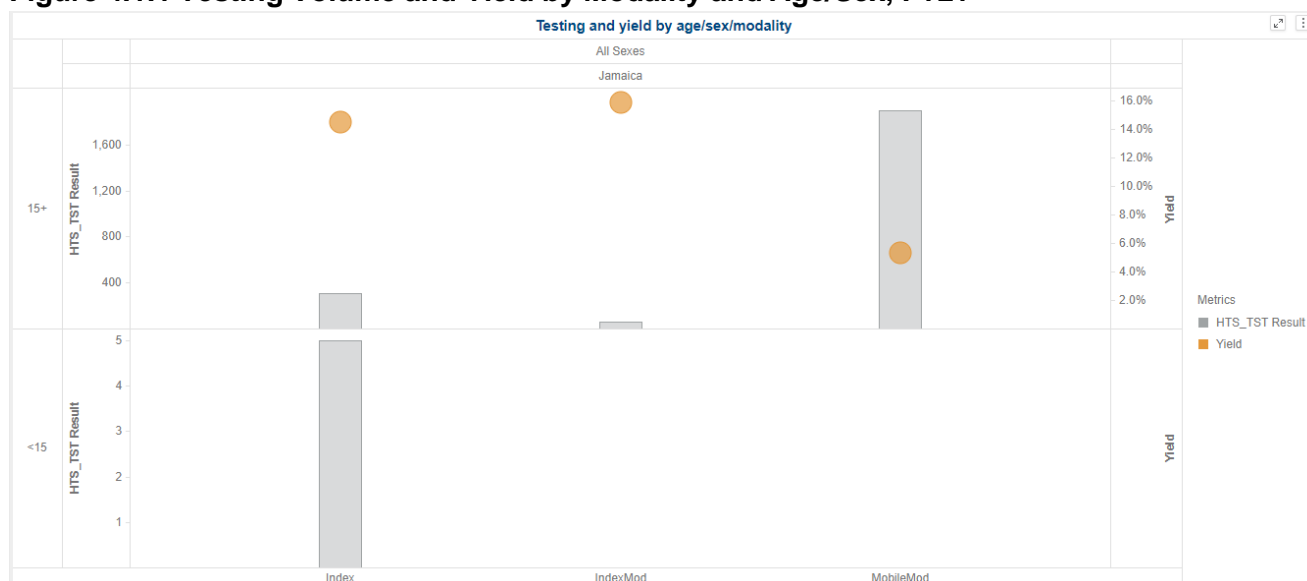 Testing and yield by age/sex/modality
All Sexes
Jamaica
15+
HTS_TST Result
1,600
1,200
800
400
16.0%
14.0%
12.0%
10.0%
8.0%
6.0%
4.0%
2.0%
Yield
<15
HTS_TST Result
5
4
3
2
1
Yield
Index
IndexMod
MobileMod
Metrics
HTS_TST Result
Yield